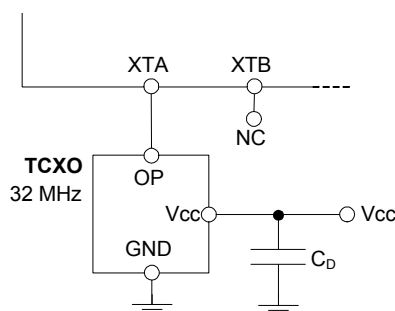 XTA
XTB
NC
TCXO
32 MHz
OP
Vcc
Vcc
GND
CD